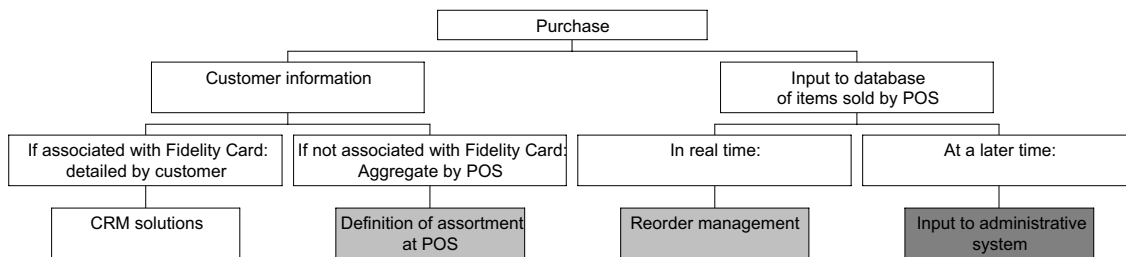 Purchase
Customer information
Input to database
of items sold by POS
If associated with Fidelity Card:
detailed by customer
If not associated with Fidelity Card:
Aggregate by POS
In real time:
At a later time:
CRM solutions
Definition of assortment
at POS
Reorder management
Input to administrative
system